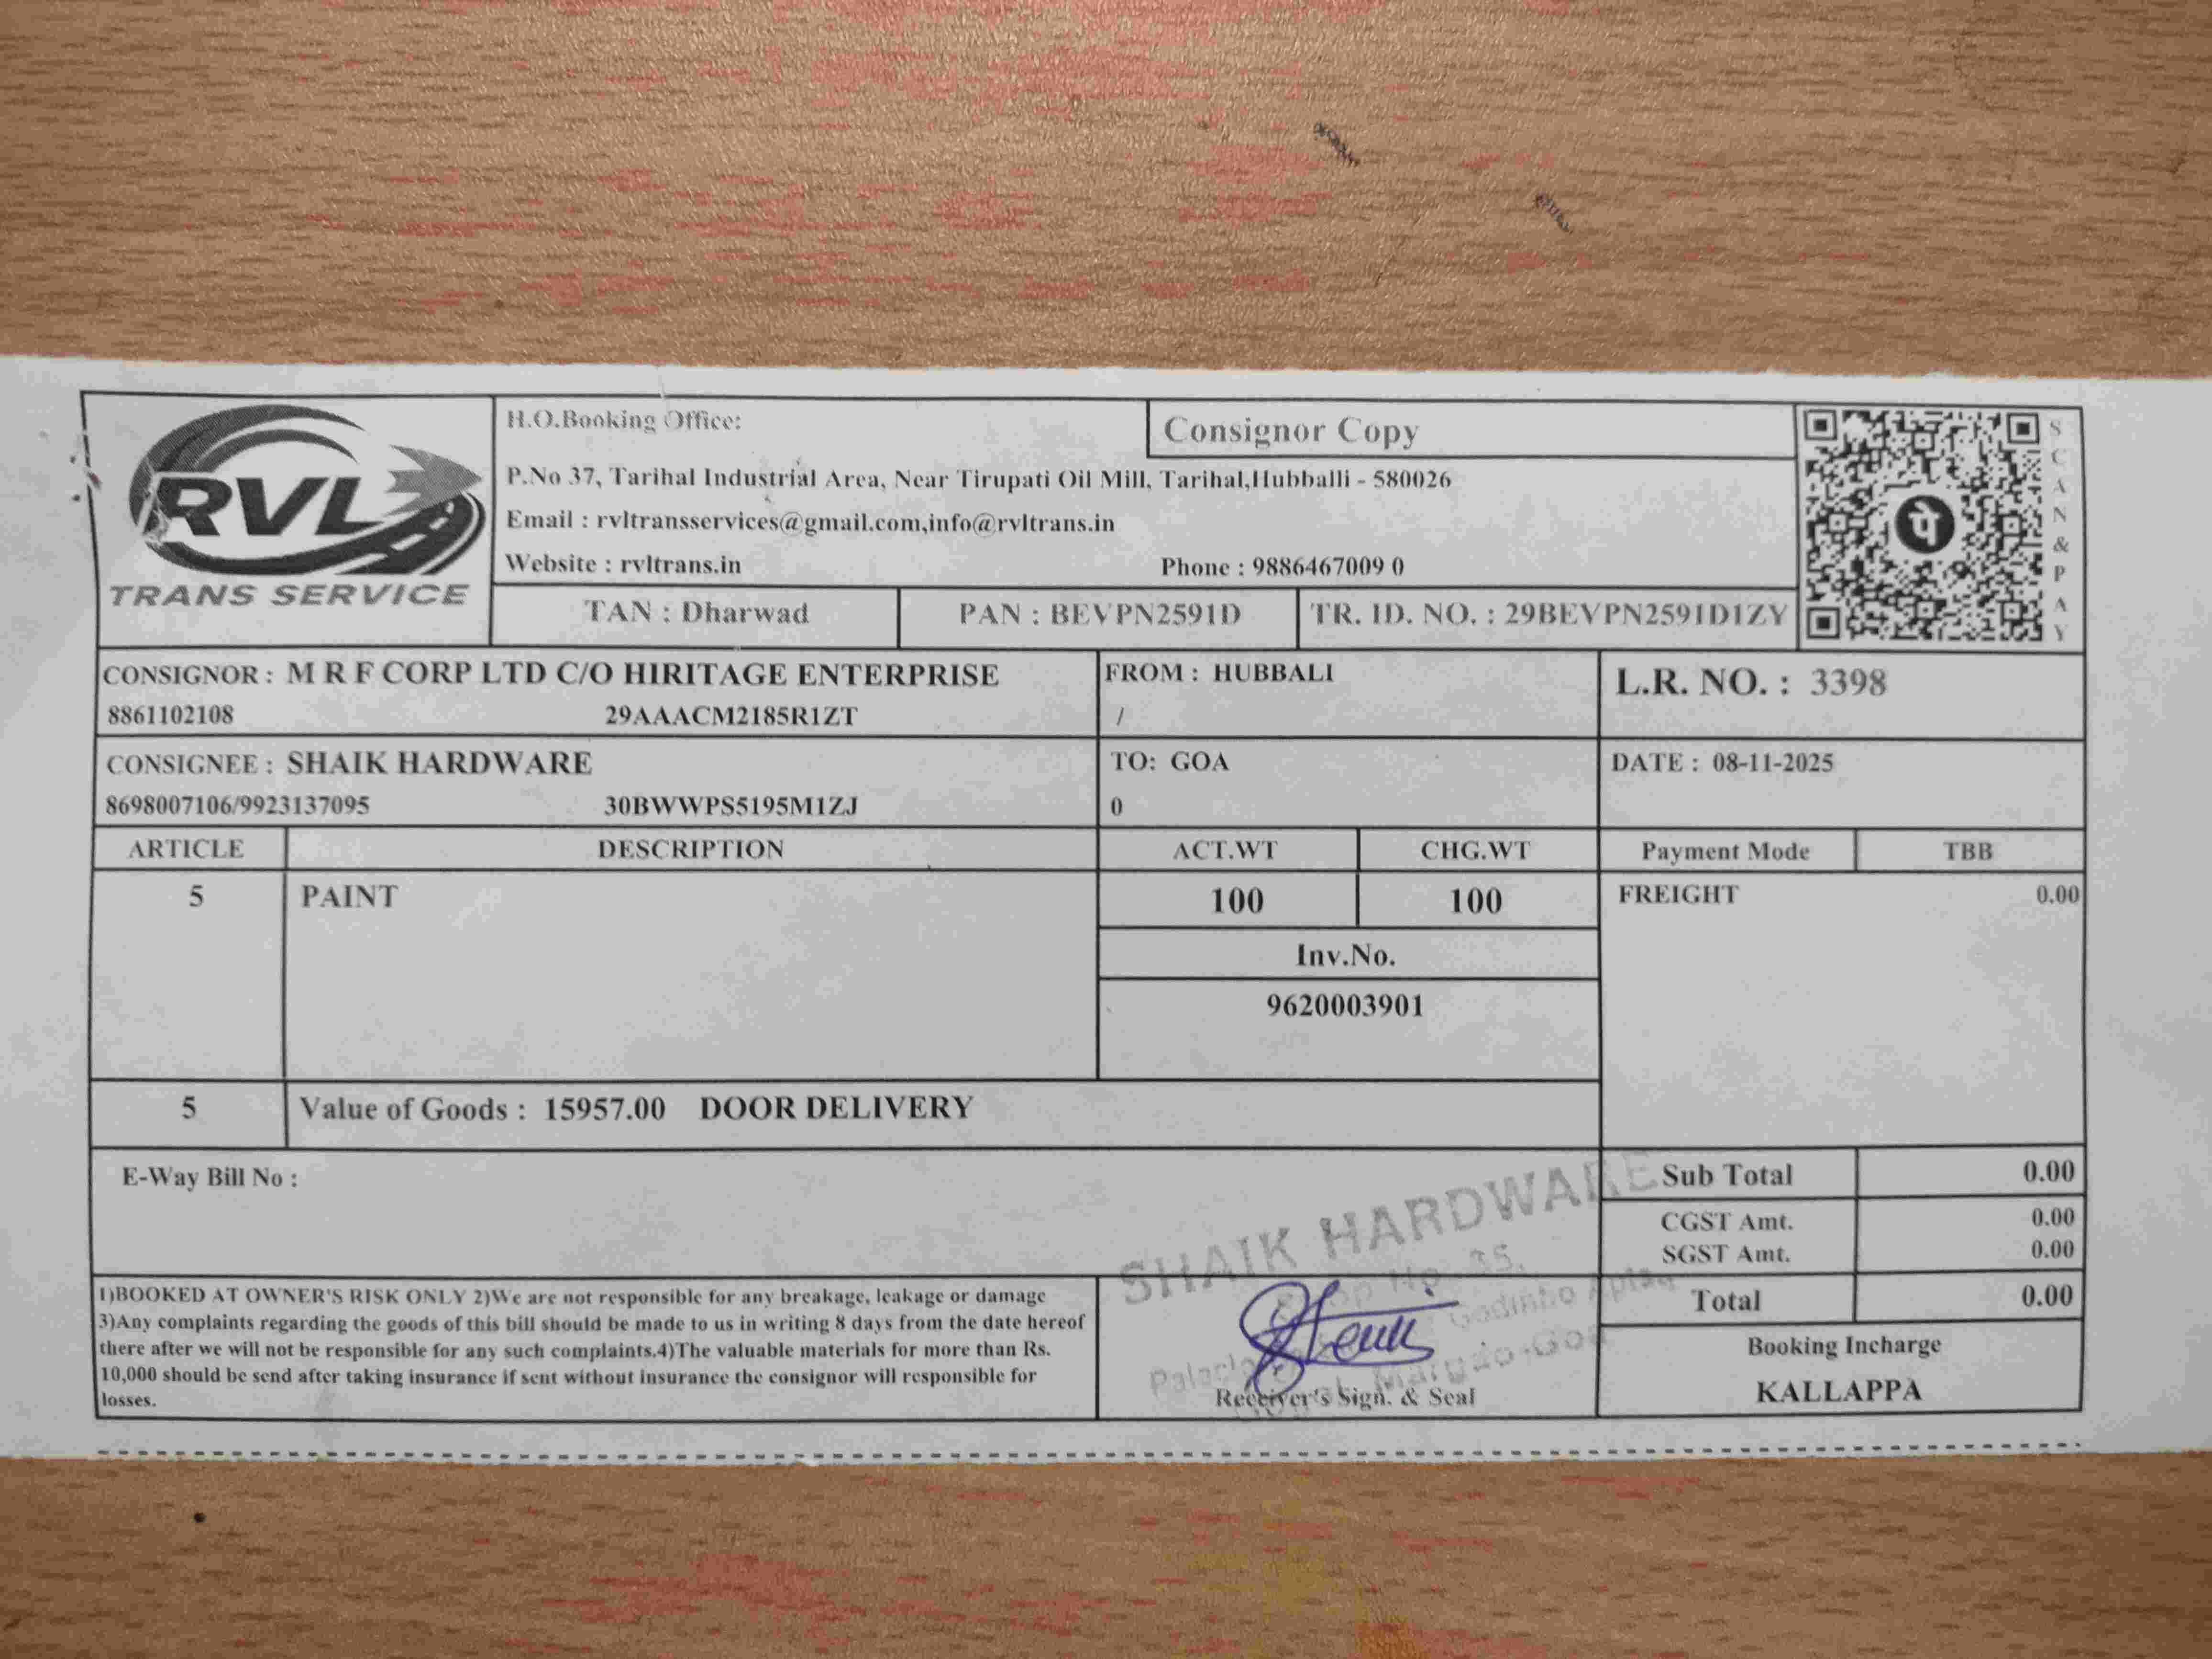 RVL
TRANS SERVICE
H.O.Booking Office:
Consignor Copy
P.No 37, Tarihal Industrial Area, Near Tirupati Oil Mill, Tarihal,Hubballi - 580026
Email : rvltransservices@gmail.com,info@rvltrans.in
Website : rvltrans.in Phone : 9886467009 0
TAN : Dharwad PAN : BEVPN2591D TR. ID. NO. : 29BEVPN2591D1ZY
SCAN&PAY
पे
CONSIGNOR : M R F CORP LTD C/O HIRITAGE ENTERPRISE
8861102108 29AAACM2185R1ZT
FROM : HUBBALI
/
L.R. NO. : 3398
CONSIGNEE : SHAIK HARDWARE
8698007106/9923137095 30BWWPS5195M1ZJ
TO: GOA
0
DATE : 08-11-2025
ARTICLE DESCRIPTION ACT.WT CHG.WT Payment Mode TBB
5 PAINT 100 100 FREIGHT 0.00
Inv.No.
9620003901
5 Value of Goods : 15957.00 DOOR DELIVERY
E-Way Bill No :
Sub Total 0.00
CGST Amt. 0.00
SGST Amt. 0.00
Total 0.00
1)BOOKED AT OWNER'S RISK ONLY 2)We are not responsible for any breakage, leakage or damage
3)Any complaints regarding the goods of this bill should be made to us in writing 8 days from the date hereof
there after we will not be responsible for any such complaints.4)The valuable materials for more than Rs.
10,000 should be send after taking insurance if sent without insurance the consignor will responsible for
losses.
SHAIK HARDWARE
35,
Godinho
Margao-Goa
Receiver's Sign. & Seal
Booking Incharge
KALLAPPA